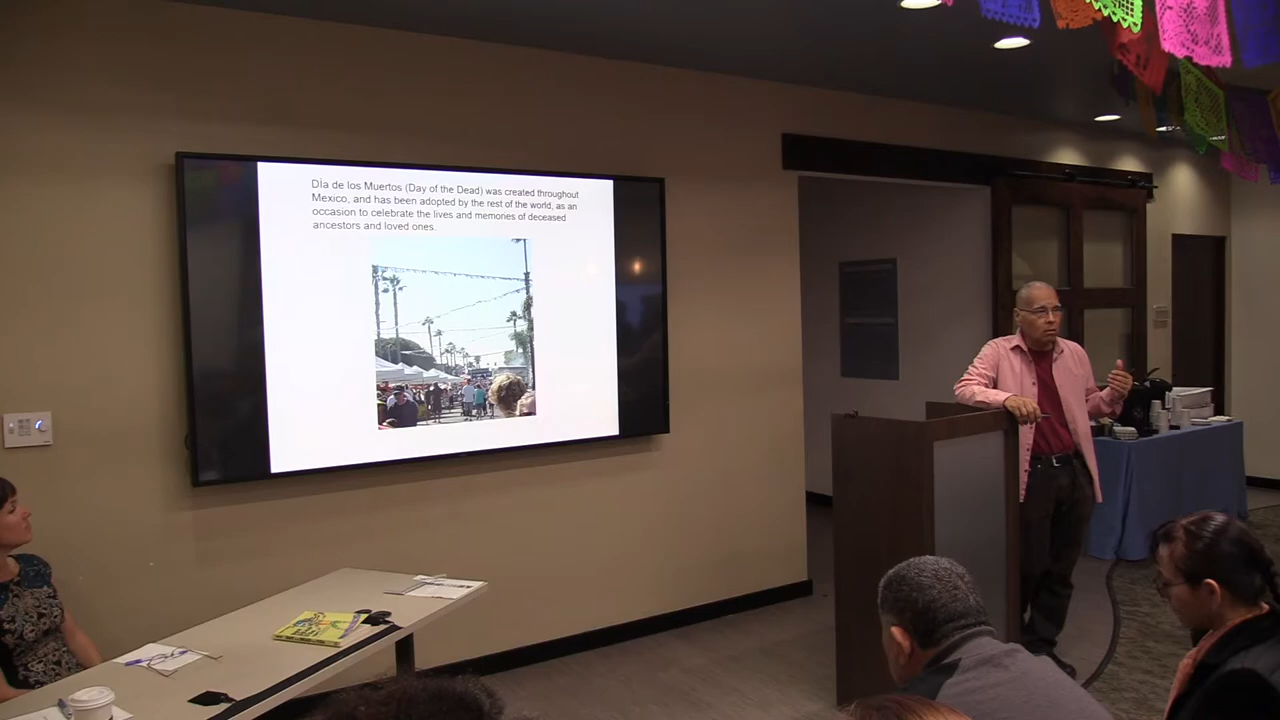 DÌa de los Muertos (Day of the Dead) was created throughout
Mexico, and has been adopted by the rest of the world, as an
occasion to celebrate the lives and memories of deceased
ancestors and loved ones.